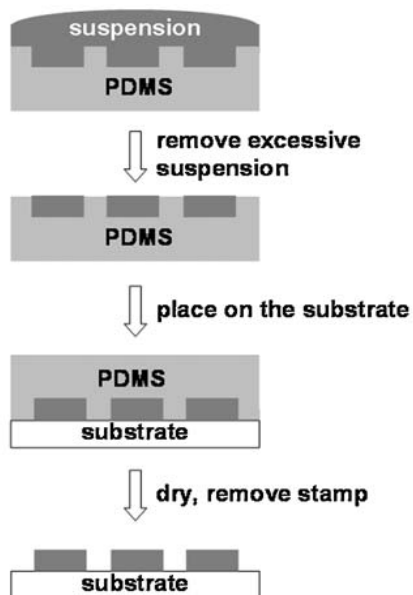 suspension
PDMS
remove excessive
suspension
PDMS
place on the substrate
PDMS
substrate
dry, remove stamp
substrate